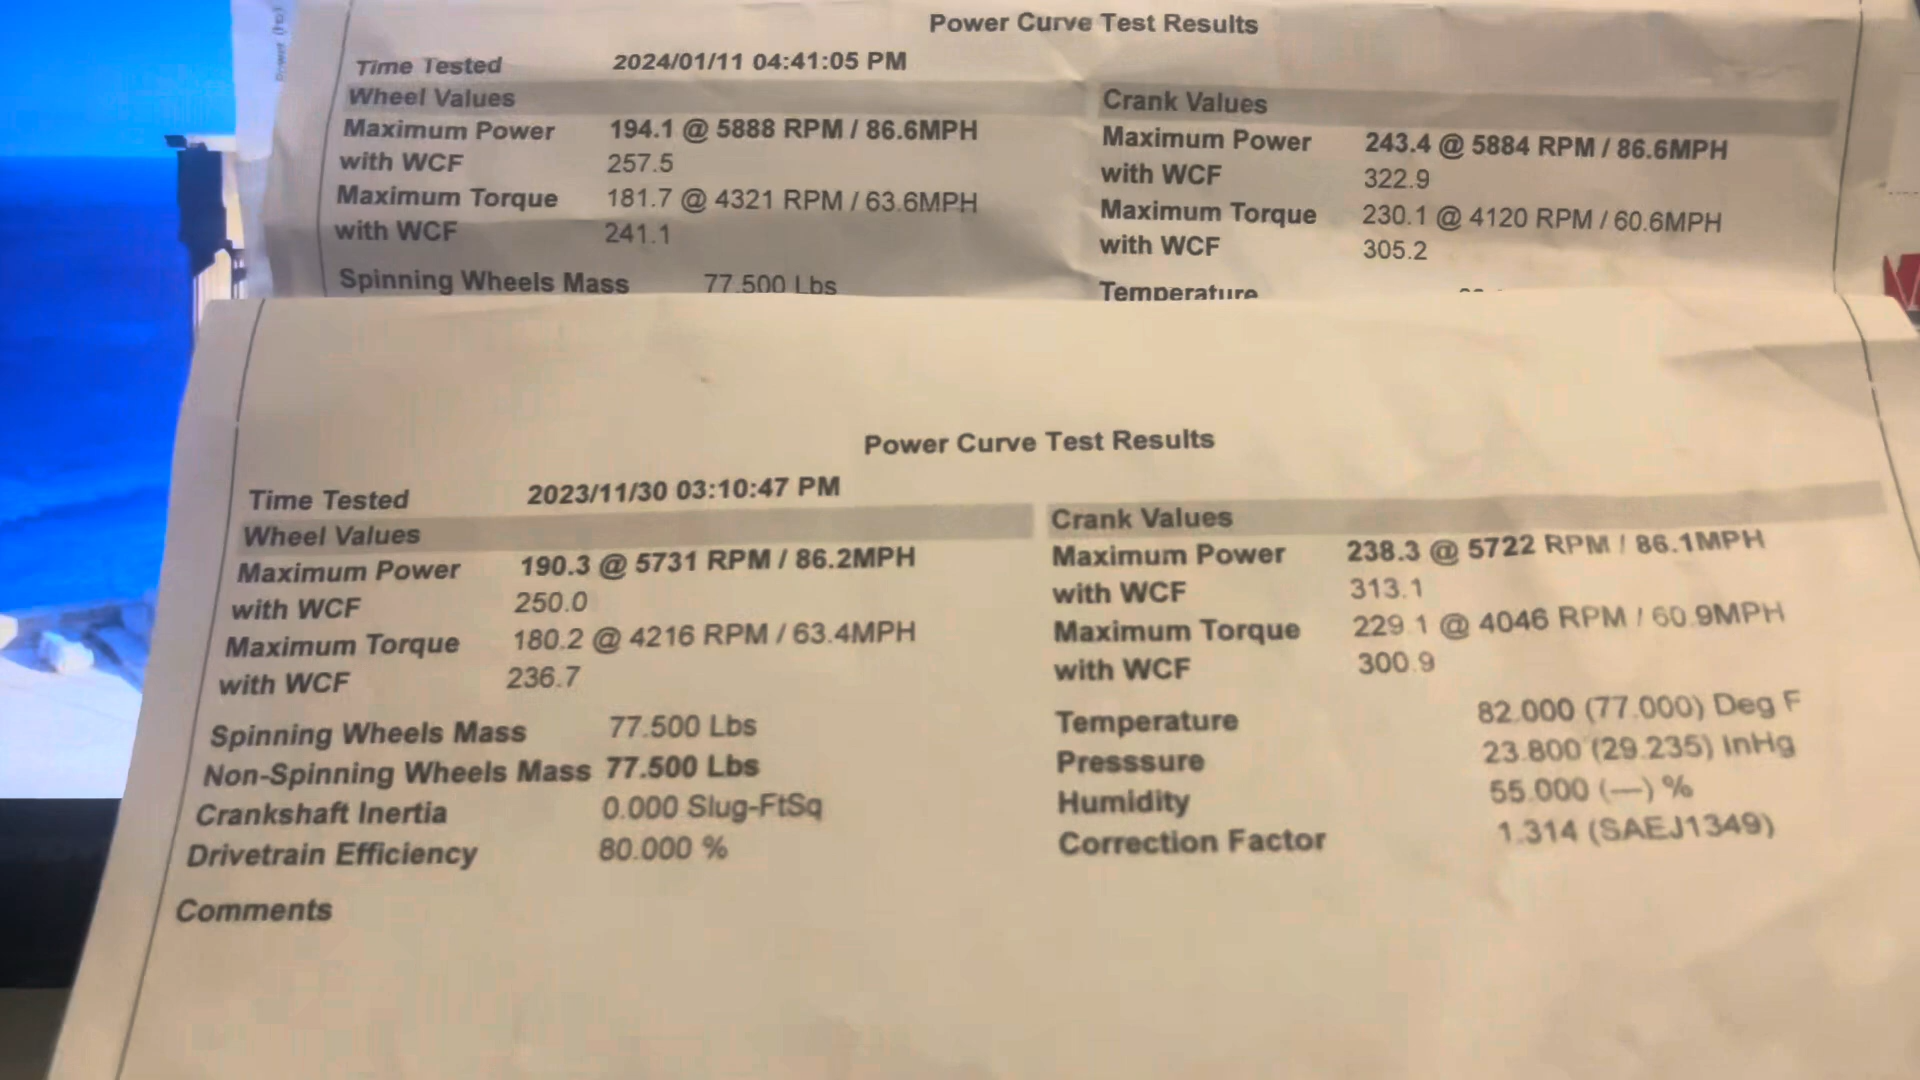 Power (hp)
Power Curve Test Results
Time Tested 2024/01/11 04:41:05 PM
Wheel Values Crank Values
Maximum Power 194.1 @ 5888 RPM / 86.6MPH Maximum Power 243.4 @ 5884 RPM / 86.6MPH
with WCF 257.5 with WCF 322.9
Maximum Torque 181.7 @ 4321 RPM / 63.6MPH Maximum Torque 230.1 @ 4120 RPM / 60.6MPH
with WCF 241.1 with WCF 305.2
Spinning Wheels Mass 77.500 Lbs Temperature
Power Curve Test Results
Time Tested 2023/11/30 03:10:47 PM
Wheel Values Crank Values
Maximum Power 190.3 @ 5731 RPM / 86.2MPH Maximum Power 238.3 @ 5722 RPM / 86.1MPH
with WCF 250.0 with WCF 313.1
Maximum Torque 180.2 @ 4216 RPM / 63.4MPH Maximum Torque 229.1 @ 4046 RPM / 60.9MPH
with WCF 236.7 with WCF 300.9
Spinning Wheels Mass 77.500 Lbs Temperature 82.000 (77.000) Deg F
Non-Spinning Wheels Mass 77.500 Lbs Presssure 23.800 (29.235) InHg
Crankshaft Inertia 0.000 Slug-FtSq Humidity 55.000 (---) %
Drivetrain Efficiency 80.000 % Correction Factor 1.314 (SAEJ1349)
Comments